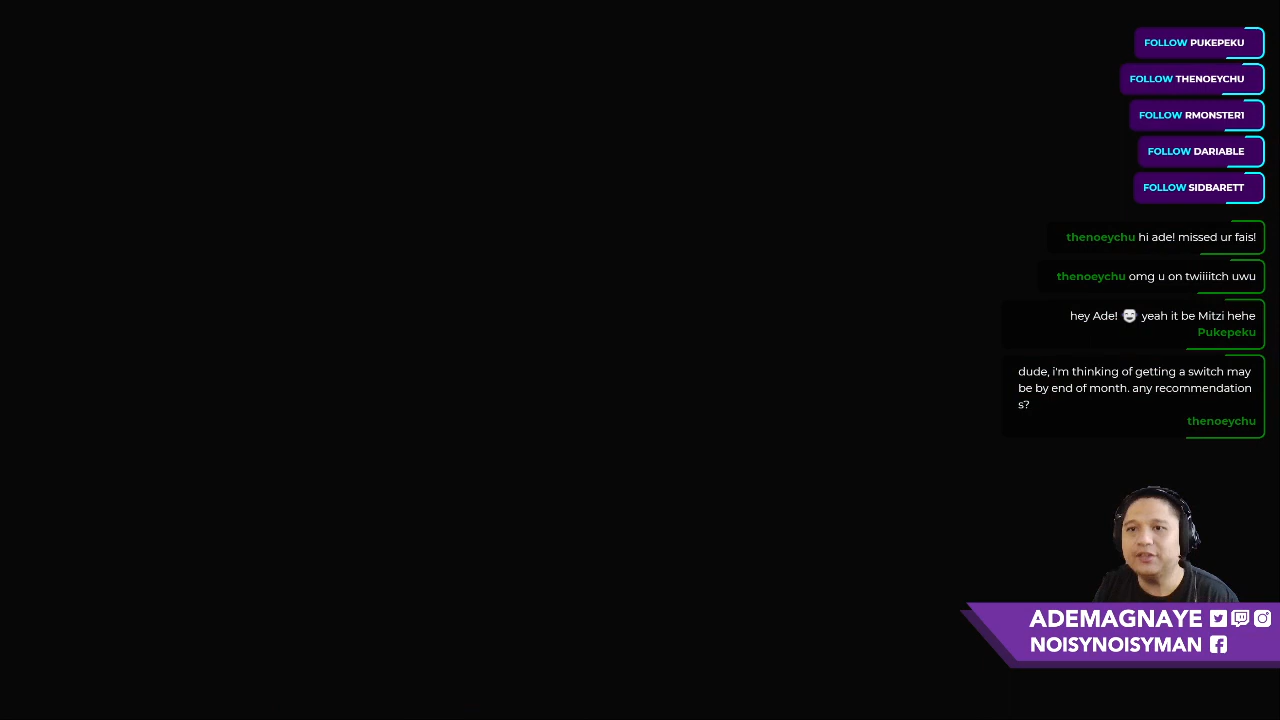 FOLLOW PUKEPEKU
FOLLOW THENOEYCHU
FOLLOW RMONSTER1
FOLLOW DARIABLE
FOLLOW SIDBARETT
thenoeychu hi ade! missed ur fais!
thenoeychu omg u on twiiiitch uwu
hey Ade! yeah it be Mitzi hehe
Pukepeku
dude, i'm thinking of getting a switch may
be by end of month. any recommendation
s?
thenoeychu
ADEMAGNAYE
NOISYNOISYMAN